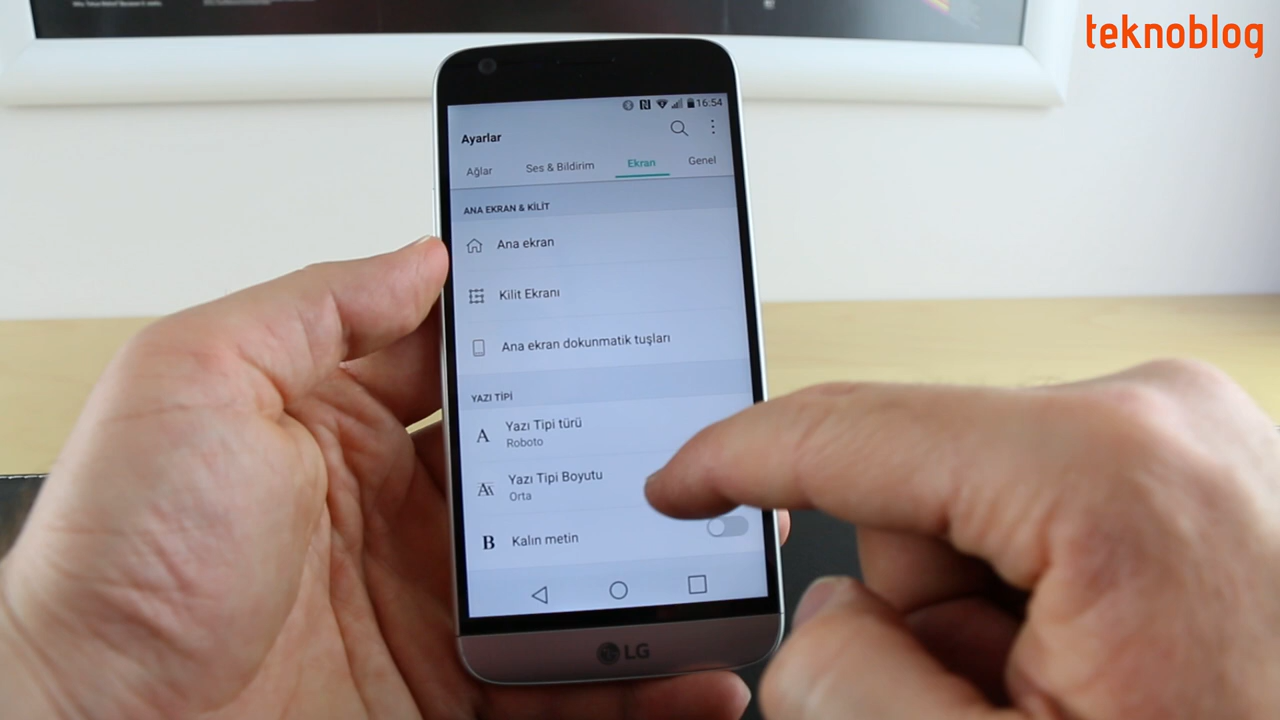 teknoblog
16:54
Ayarlar
Ağlar Ses & Bildirim Ekran Genel
ANA EKRAN & KİLİT
Ana ekran
Kilit Ekranı
Ana ekran dokunmatik tuşları
YAZI TİPİ
A Yazı Tipi türü
Roboto
AA Yazı Tipi Boyutu
Orta
B Kalın metin
LG